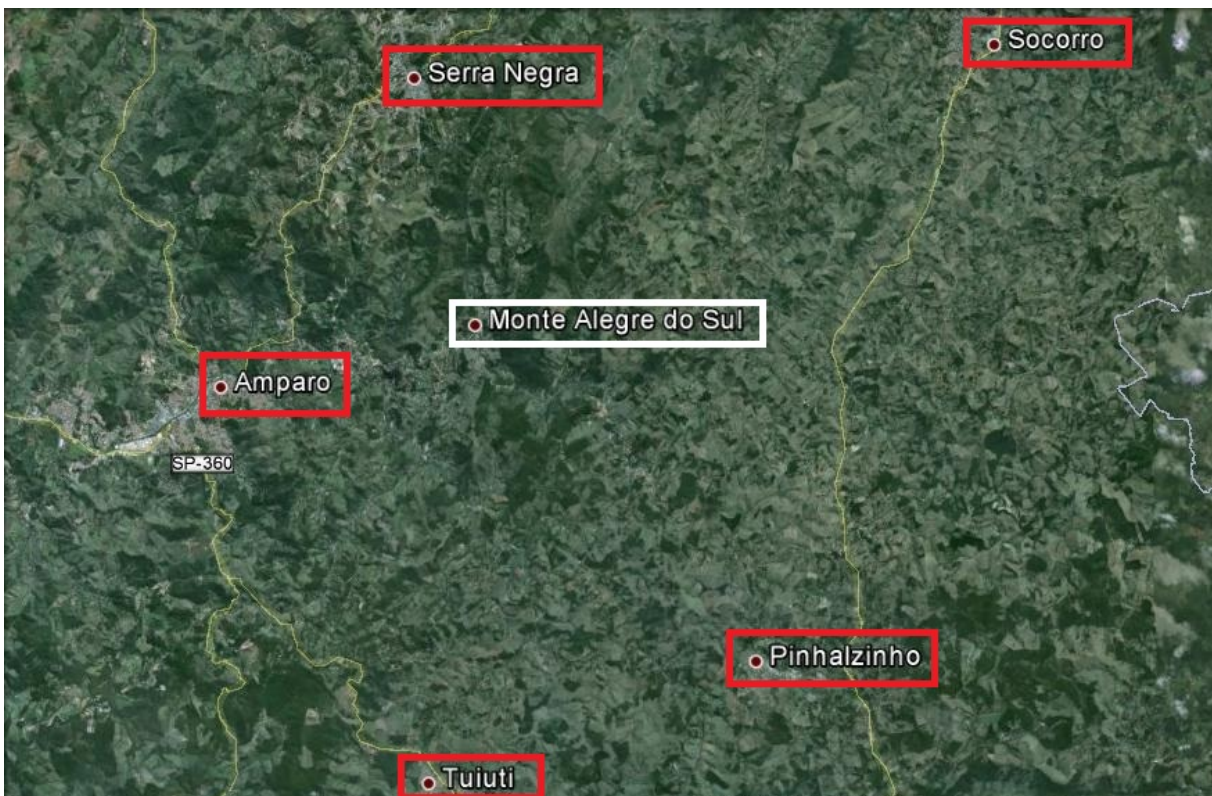 Socorro
Serra Negra
Monte Alegre do Sul
Amparo
SP-360
Pinhalzinho
Tuiuti